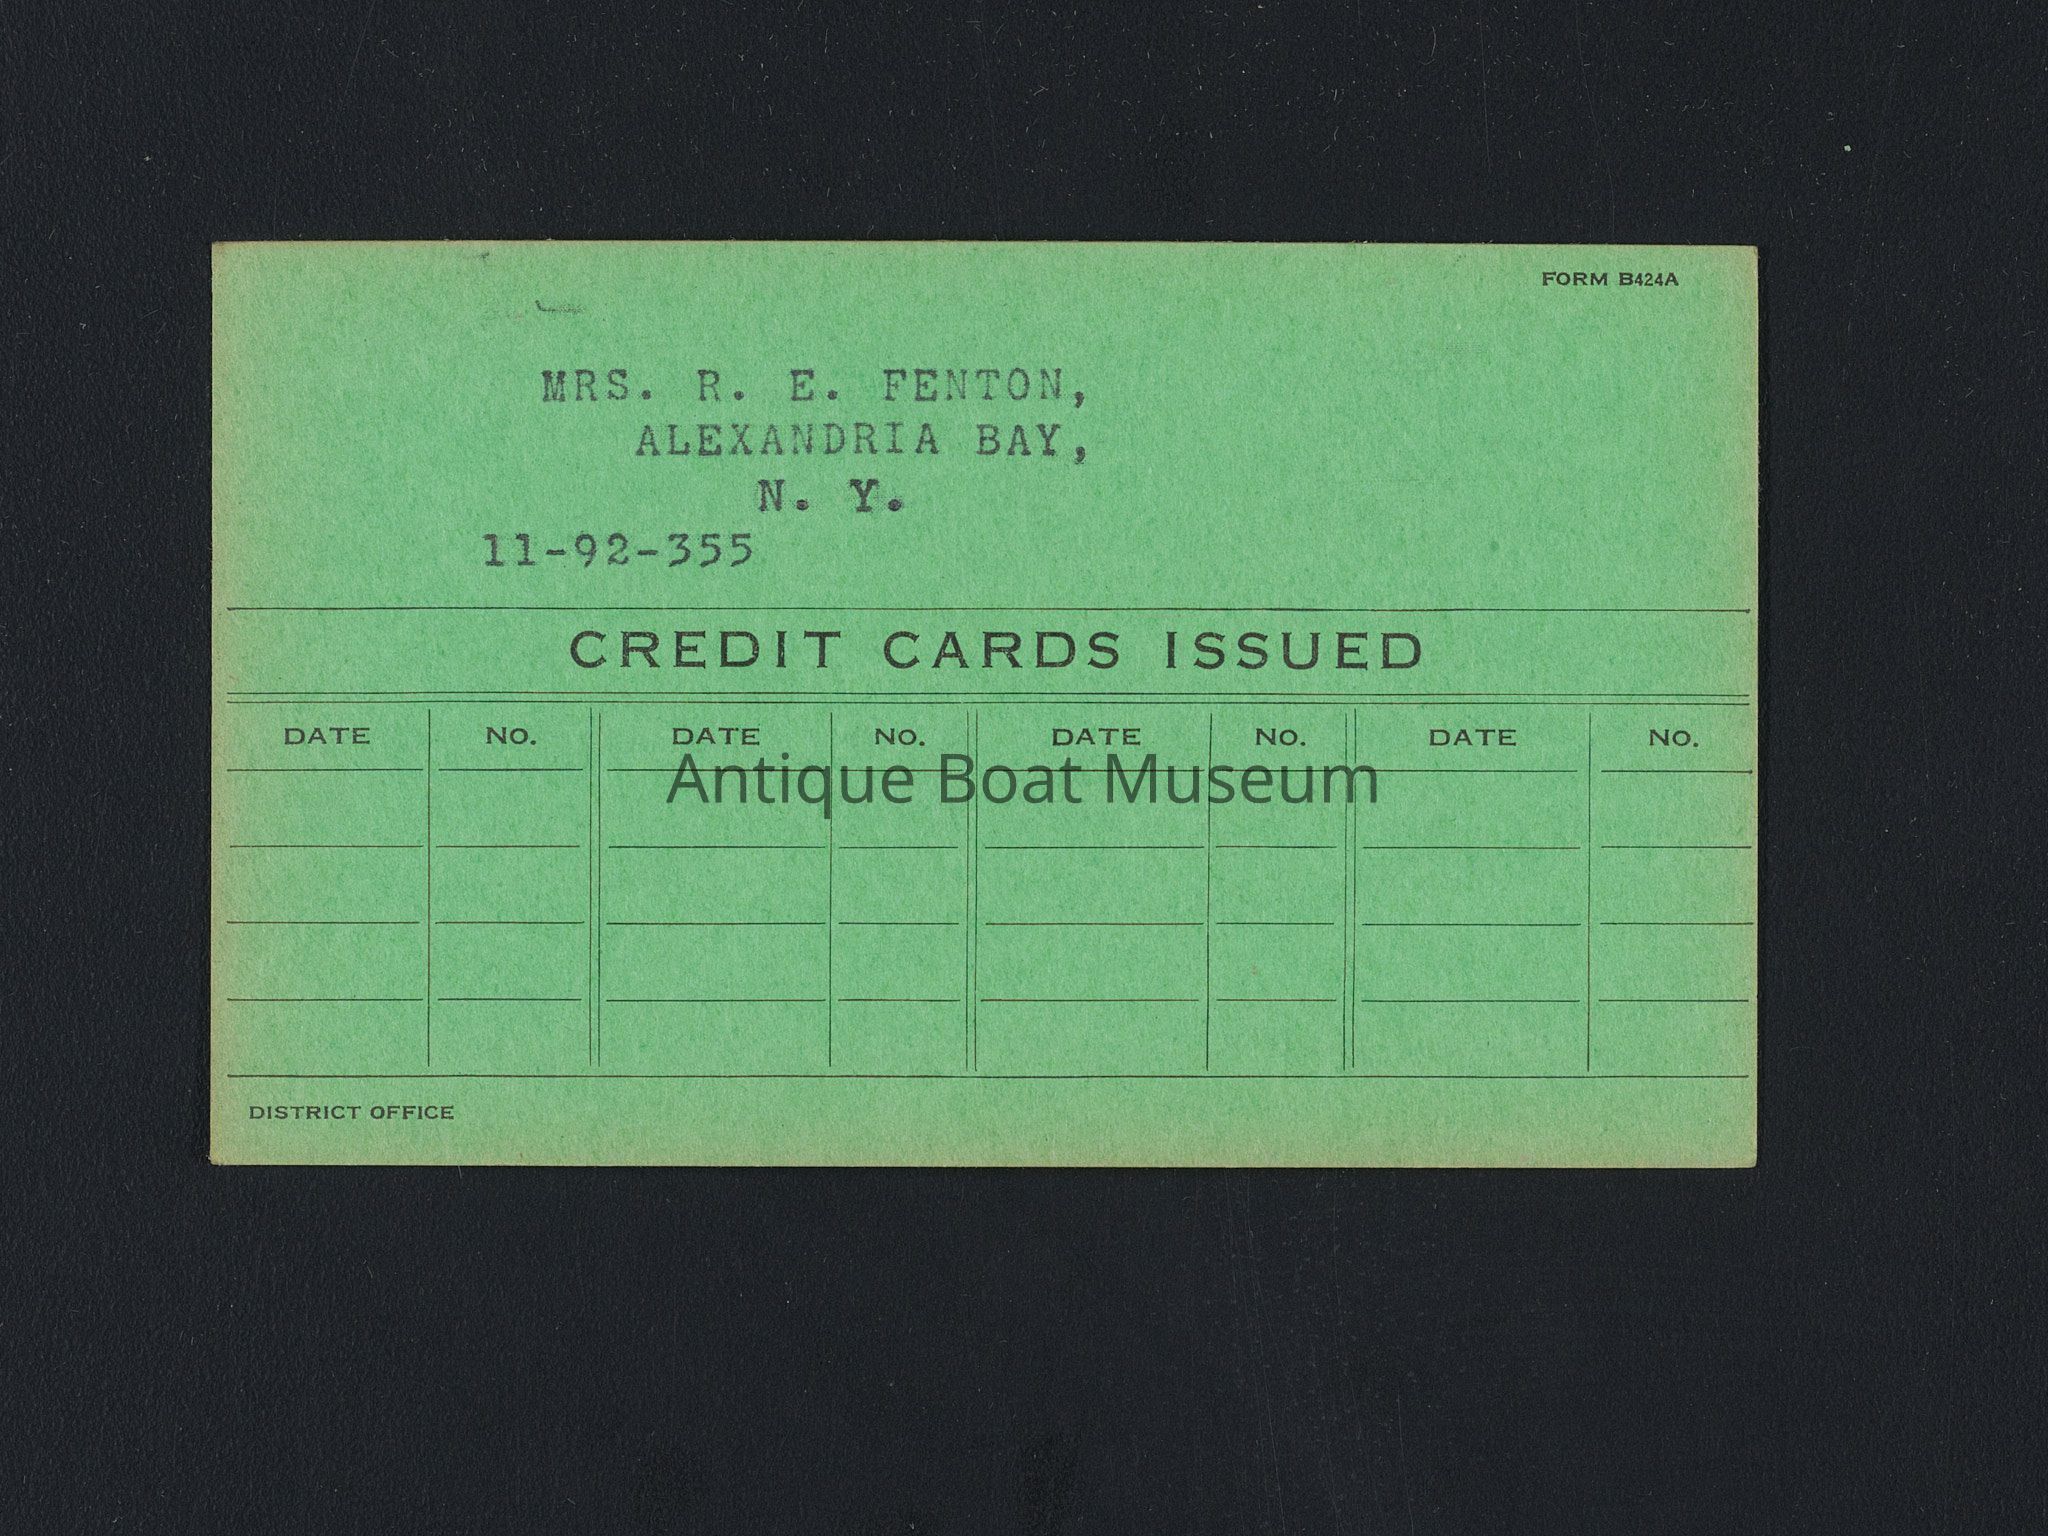 FORM B424A
MRS. R. E. FENTON,
ALEXANDRIA BAY,
N. Y.
11-92-355
CREDIT CARDS ISSUED
DATE NO. DATE NO. DATE NO. DATE NO.
Antique Boat Museum
DISTRICT OFFICE